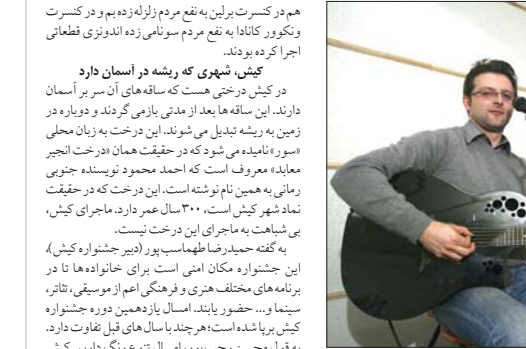 هم در کنسرت برلین به نفع مردم زلزله‌زده بم و در کنسرت
ونکوور کانادا به نفع مردم سونامی زده اندونزی قطعاتی
اجرا کرده بودند.
کیش، شهری که ریشه در آسمان دارد
در کیش درختی هست که ساقه‌های آن سر بر آسمان
دارند. این ساقه‌ها بعد از مدتی بازمی گردند و دوباره در
زمین به ریشه تبدیل می شوند. این درخت به زبان محلی
«سور» نامیده می شود که در حقیقت همان «درخت انجیر
معابد» معروف است که احمد محمود نویسنده جنوبی
رمانی به همین نام نوشته است. این درخت که در حقیقت
نماد شهر کیش است، ۳۰۰ سال عمر دارد. ماجرای کیش،
بی شباهت به ماجرای این درخت نیست.
به گفته حمیدرضا طهماسب پور (دبیر جشنواره کیش)،
این جشنواره مکان امنی است برای خانواده‌ها تا در
برنامه‌های مختلف هنری و فرهنگی اعم از موسیقی، تئاتر،
سینما و... حضور یابند. امسال یازدهمین دوره جشنواره
کیش برپا شده است؛ هر چند با سال های قبل تفاوت دارد.